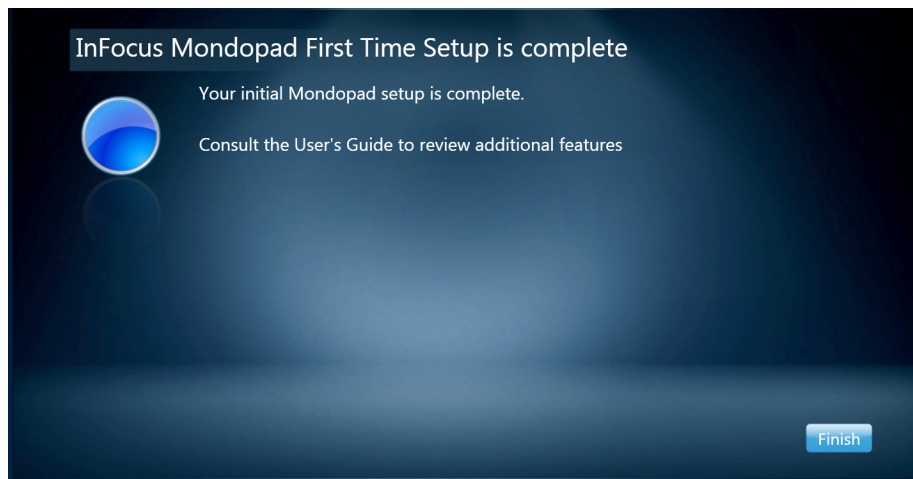 InFocus Mondopad First Time Setup is complete
Your initial Mondopad setup is complete.
Consult the User's Guide to review additional features
Finish